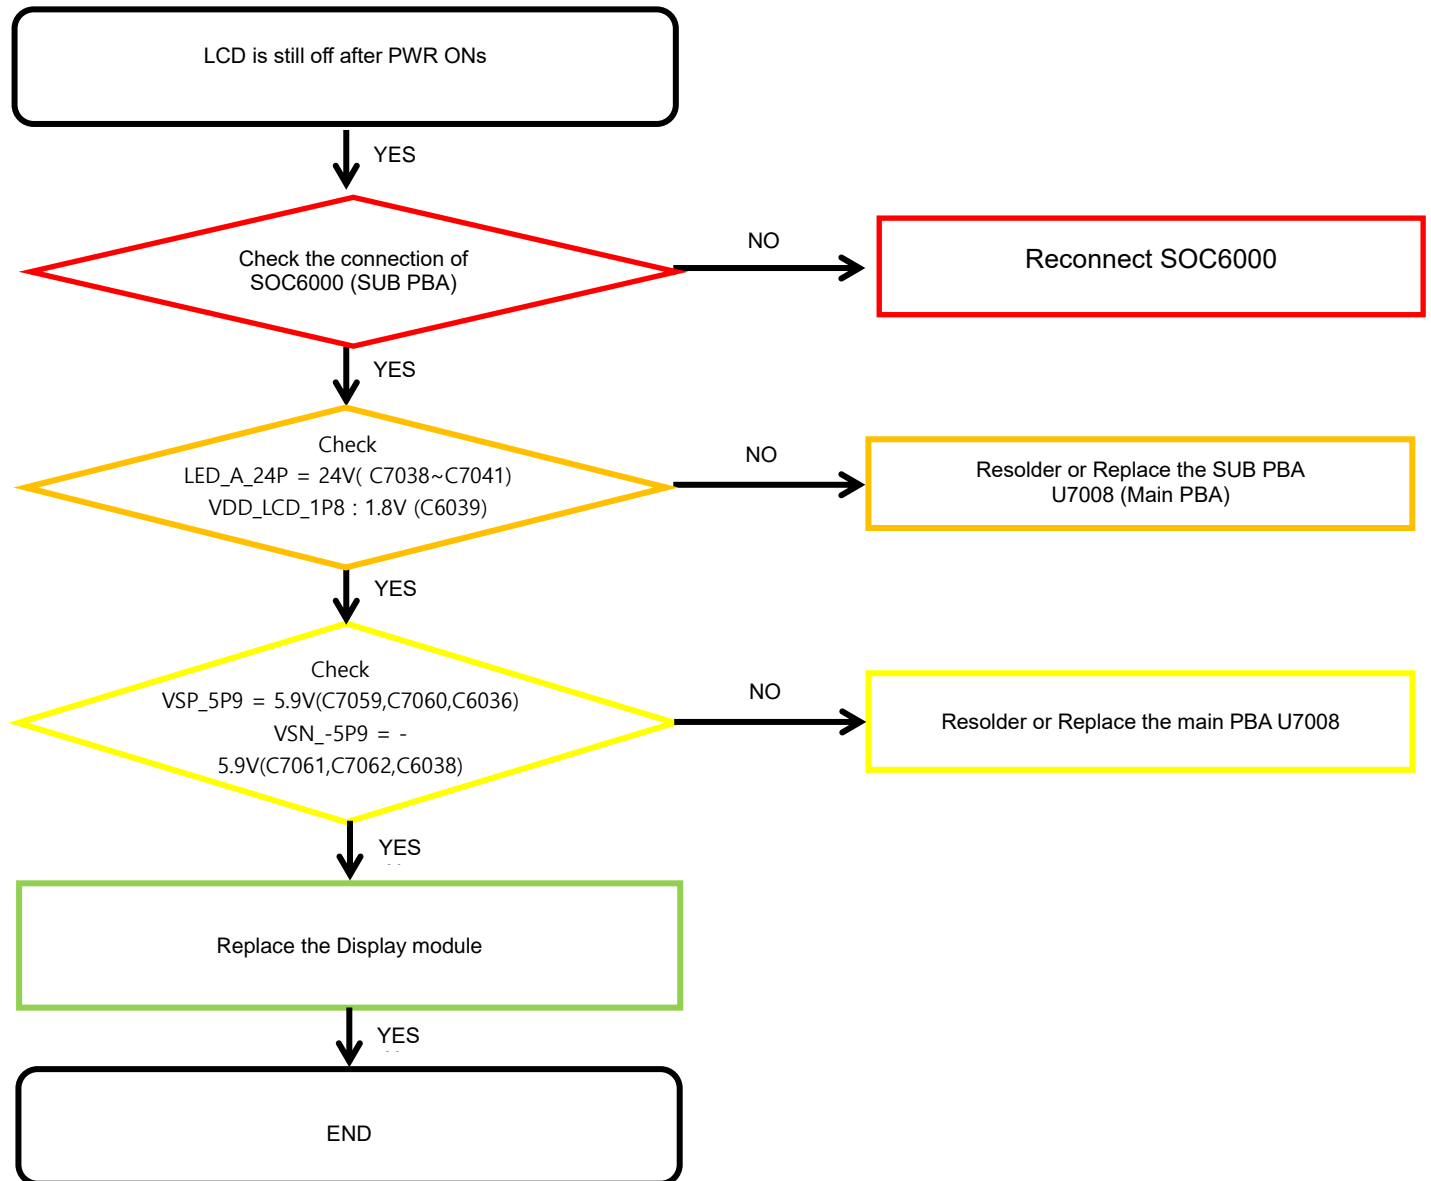 LCD is still off after PWR ONs
YES
Check the connection of
SOC6000 (SUB PBA)
NO
Reconnect SOC6000
YES
Check
LED_A_24P = 24V( C7038~C7041)
VDD_LCD_1P8 : 1.8V (C6039)
NO
Resolder or Replace the SUB PBA
U7008 (Main PBA)
YES
Check
VSP_5P9 = 5.9V(C7059,C7060,C6036)
VSN_-5P9 = -
5.9V(C7061,C7062,C6038)
NO
Resolder or Replace the main PBA U7008
YES
Replace the Display module
YES
END